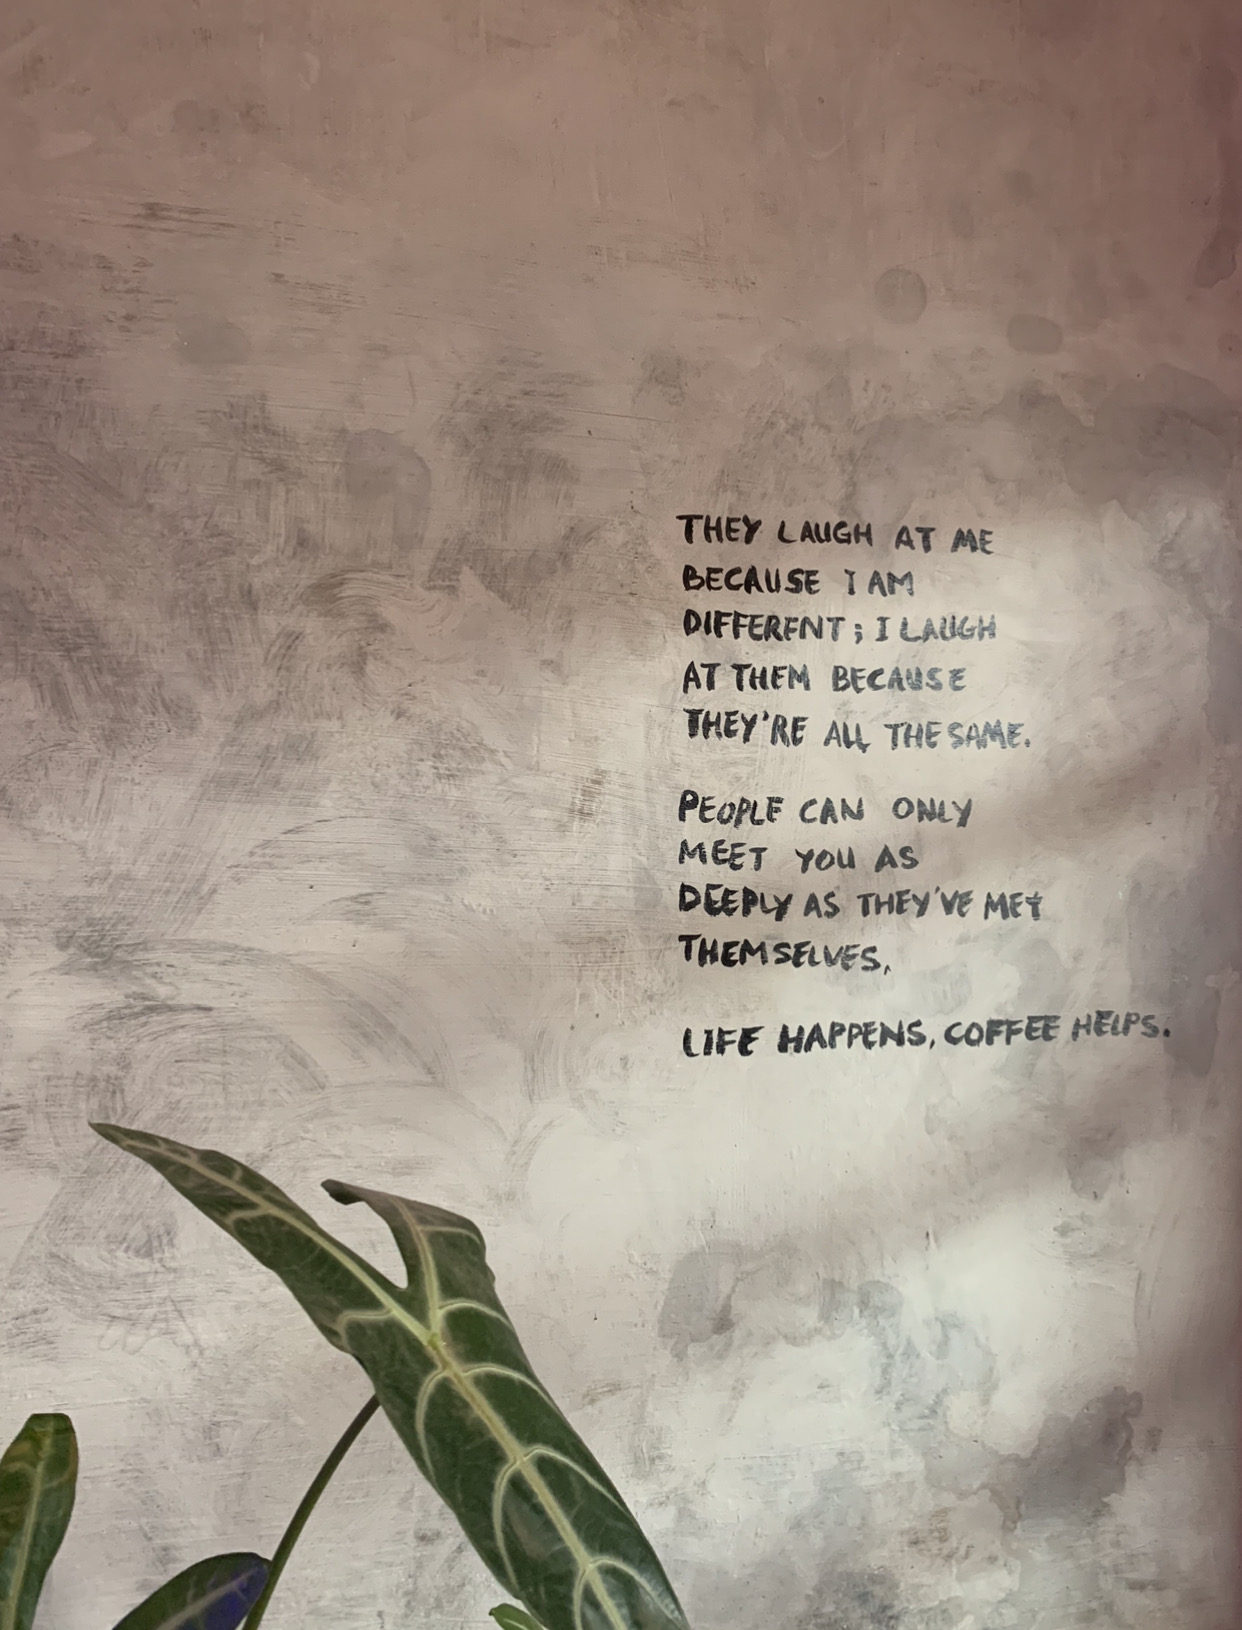 THEY LAUGH AT ME
BECAUSE I AM
DIFFERENT; I LAUGH
AT THEM BECAUSE
THEY'RE ALL THE SAME.
PEOPLE CAN ONLY
MEET YOU AS
DEEPLY AS THEY'VE MET
THEMSELVES.
LIFE HAPPENS, COFFEE HELPS.